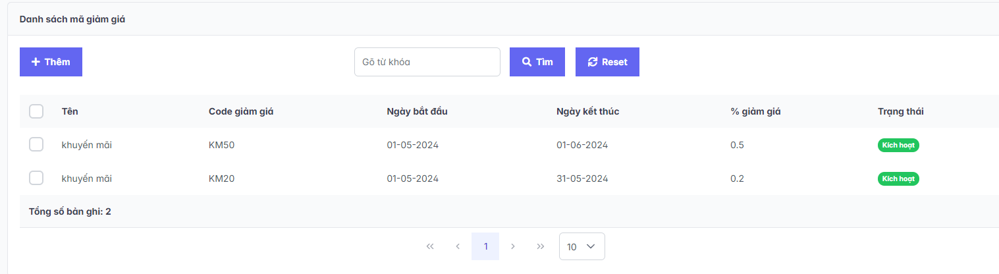 Danh sách mã giảm giá
Thêm Gõ từ khóa Tìm Reset
Tên Code giảm giá Ngày bắt đầu Ngày kết thúc % giảm giá Trạng thái
khuyến mãi KM50 01-05-2024 01-06-2024 0.5 Kích hoạt
khuyến mãi KM20 01-05-2024 31-05-2024 0.2 Kích hoạt
Tổng số bản ghi: 2
1 10